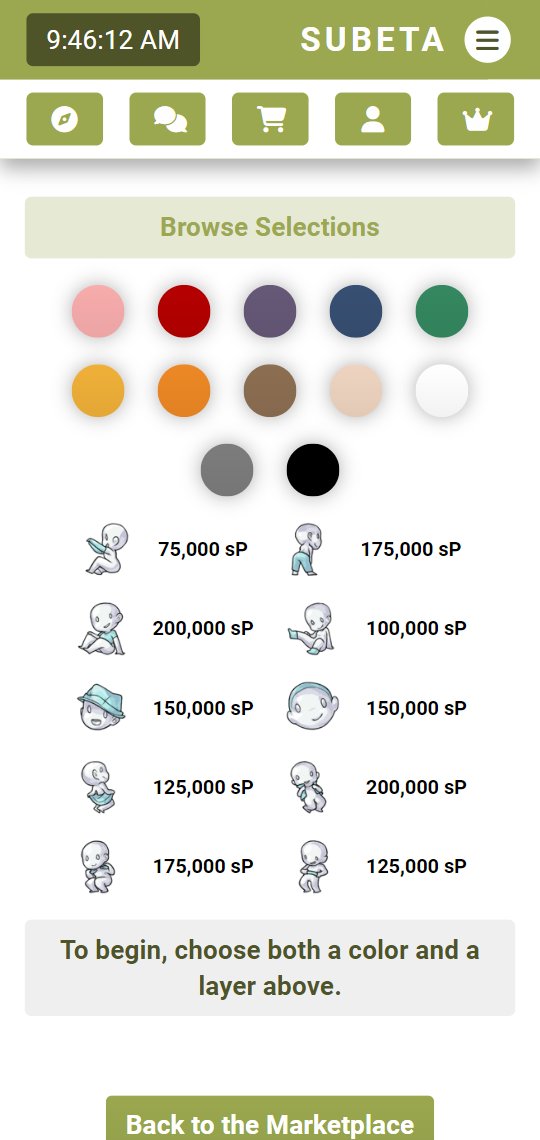 9:46:12 AM
SUBETA
Browse Selections
75,000 sP
175,000 sP
200,000 sP
100,000 sP
150,000 sP
150,000 sP
125,000 sP
200,000 sP
175,000 sP
125,000 sP
To begin, choose both a color and a
layer above.
Back to the Marketplace